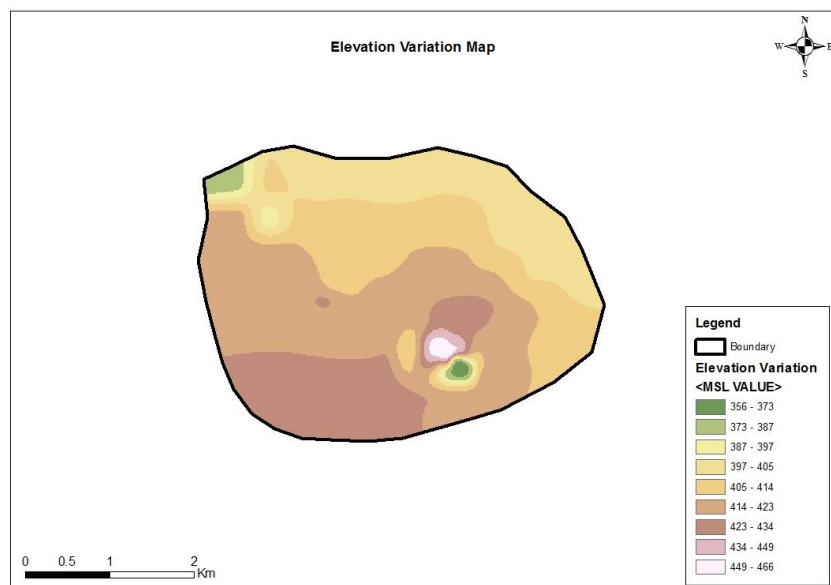 Elevation Variation Map
N
W E
S
Legend
Boundary
Elevation Variation
<MSL VALUE>
356 - 373
373 - 387
387 - 397
397 - 405
405 - 414
414 - 423
423 - 434
434 - 449
449 - 466
0 0.5 1 2
Km